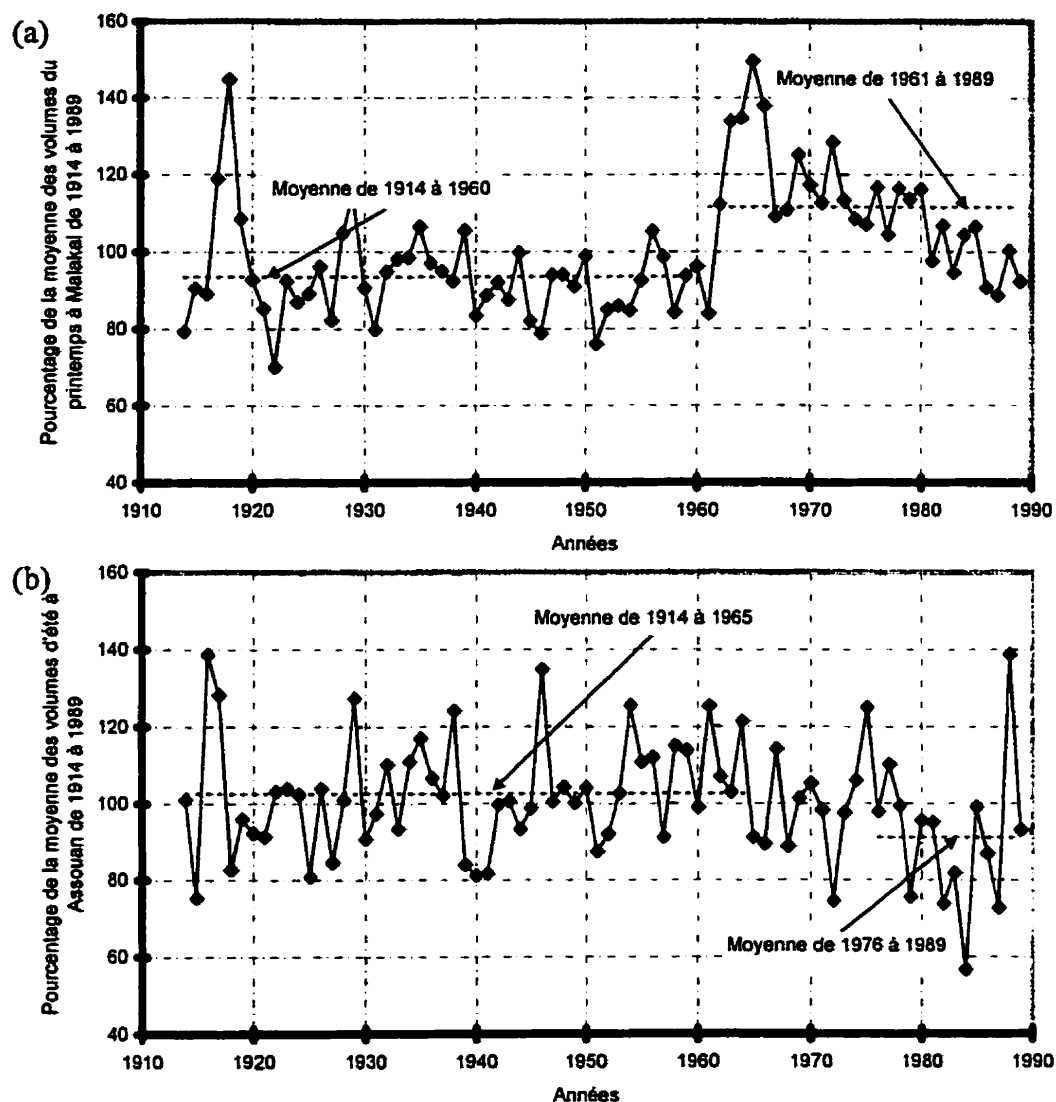 (a)
Pourcentage de la moyenne des volumes du
printemps à Malakal de 1914 à 1989
160
140
120
100
80
60
40
Moyenne de 1914 à 1960
Moyenne de 1961 à 1989
1910 1920 1930 1940 1950 1960 1970 1980 1990
Années
(b)
Pourcentage de la moyenne des volumes d'été à
Assouan de 1914 à 1989
160
140
120
100
80
60
40
Moyenne de 1914 à 1965
Moyenne de 1976 à 1989
1910 1920 1930 1940 1950 1960 1970 1980 1990
Années